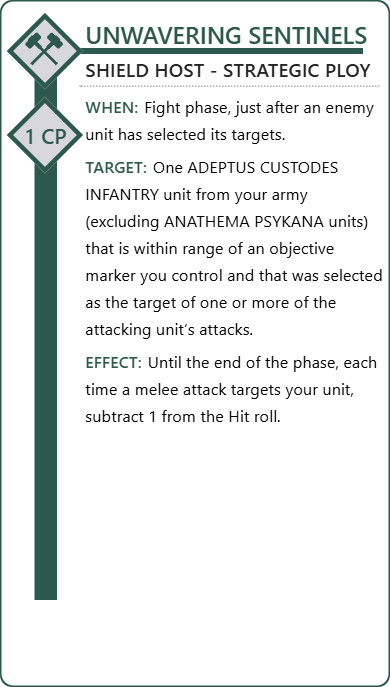 UNWAVERING SENTINELS
SHIELD HOST - STRATEGIC PLOY
1 CP
WHEN: Fight phase, just after an enemy
unit has selected its targets.
TARGET: One ADEPTUS CUSTODES
INFANTRY unit from your army
(excluding ANATHEMA PSYKANA units)
that is within range of an objective
marker you control and that was selected
as the target of one or more of the
attacking unit’s attacks.
EFFECT: Until the end of the phase, each
time a melee attack targets your unit,
subtract 1 from the Hit roll.